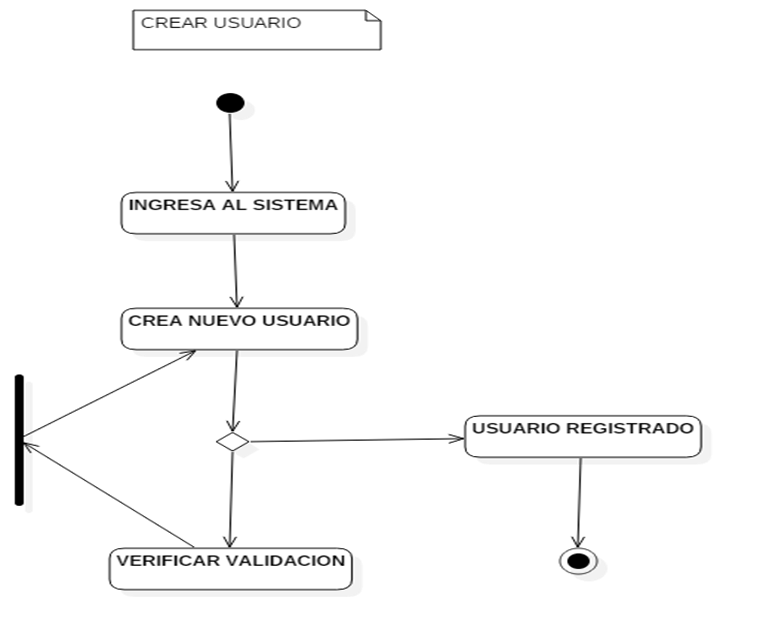 CREAR USUARIO
INGRESA AL SISTEMA
CREA NUEVO USUARIO
USUARIO REGISTRADO
VERIFICAR VALIDACION